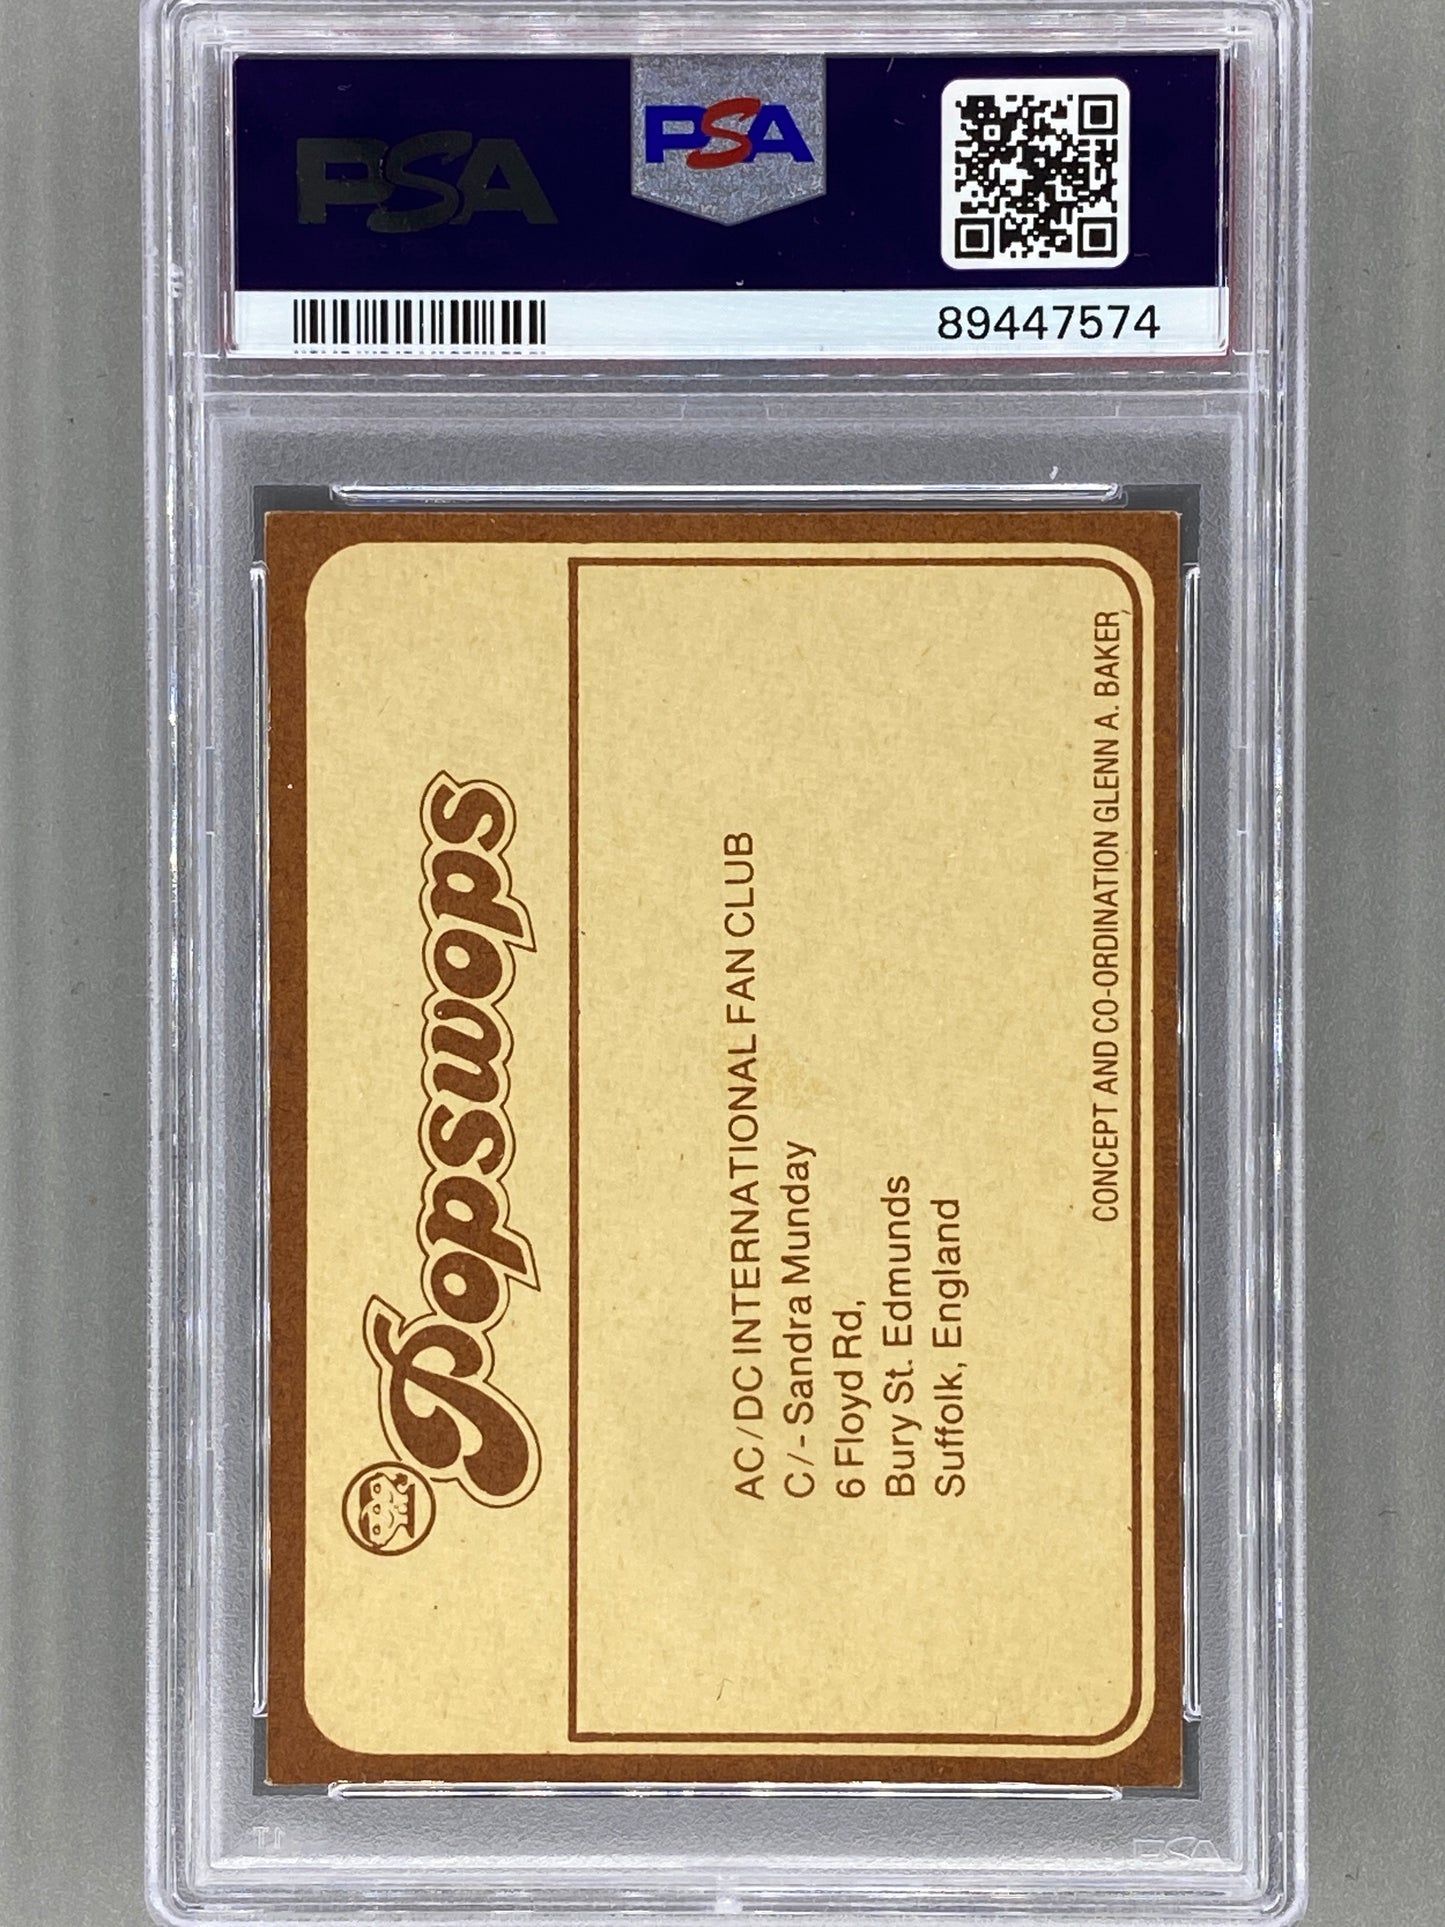 PSA
PSA
89447574
Popswops
AC/DC INTERNATIONAL FAN CLUB
C/- Sandra Munday
6 Floyd Rd,
Bury St. Edmunds
Suffolk, England
CONCEPT AND CO-ORDINATION GLENN A. BAKER
PSA